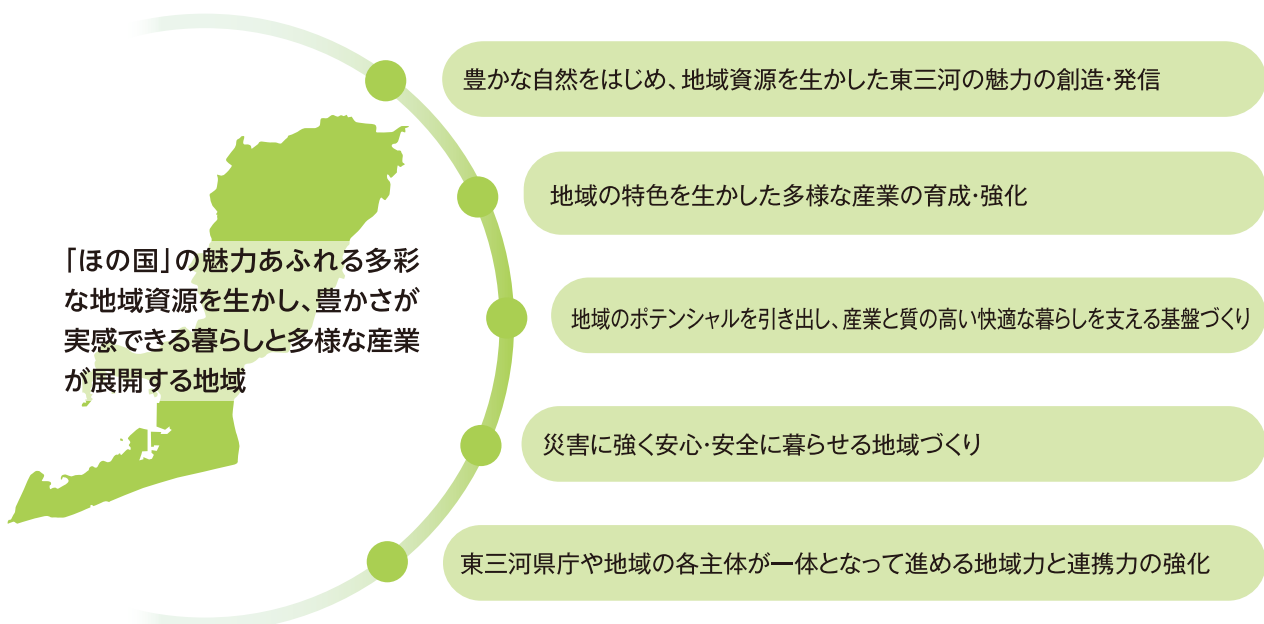 豊かな自然をはじめ、地域資源を生かした東三河の魅力の創造・発信
地域の特色を生かした多様な産業の育成・強化
「ほの国」の魅力あふれる多彩
な地域資源を生かし、豊かさが
実感できる暮らしと多様な産業
が展開する地域
地域のポテンシャルを引き出し、産業と質の高い快適な暮らしを支える基盤づくり
災害に強く安心・安全に暮らせる地域づくり
東三河県庁や地域の各主体が一体となって進める地域力と連携力の強化